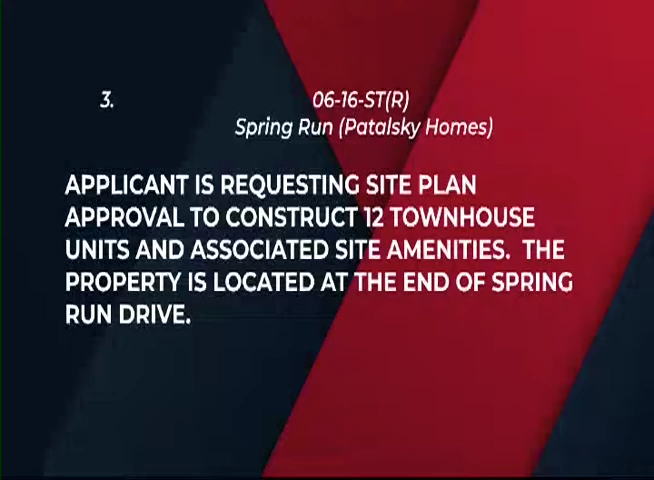 3. 06-16-ST(R)
Spring Run (Patalsky Homes)
APPLICANT IS REQUESTING SITE PLAN
APPROVAL TO CONSTRUCT 12 TOWNHOUSE
UNITS AND ASSOCIATED SITE AMENITIES. THE
PROPERTY IS LOCATED AT THE END OF SPRING
RUN DRIVE.